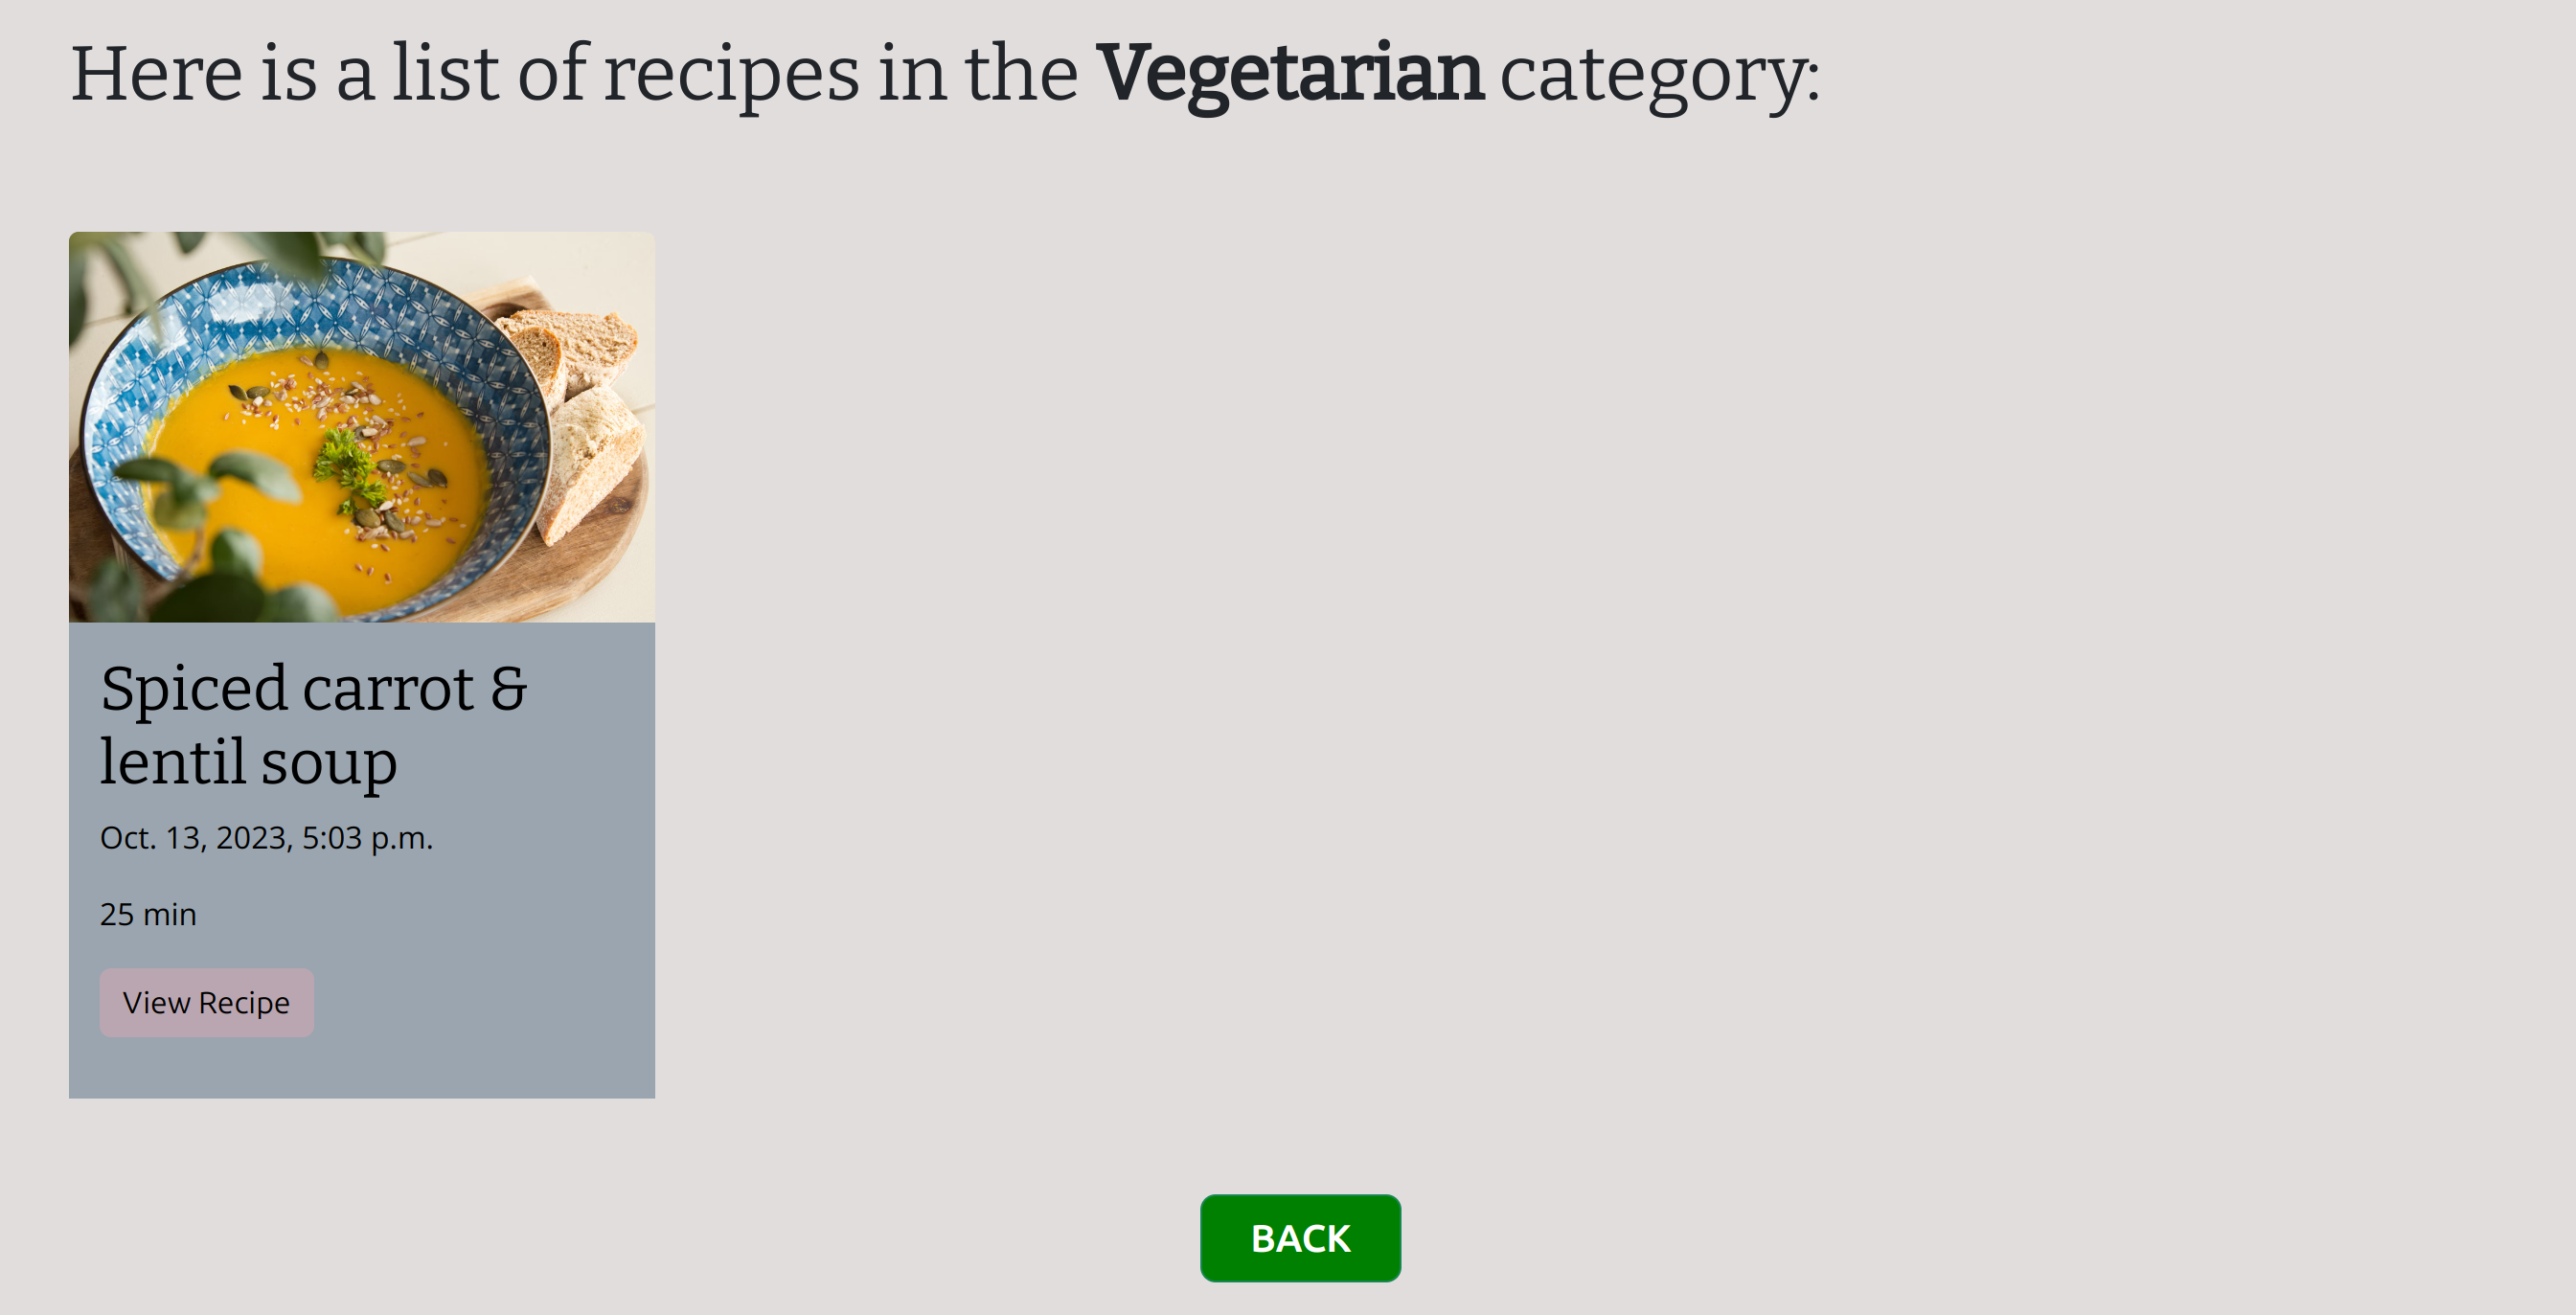 Here is a list of recipes in the Vegetarian category:
Spiced carrot &
lentil soup
Oct. 13, 2023, 5:03 p.m.
25 min
View Recipe
BACK